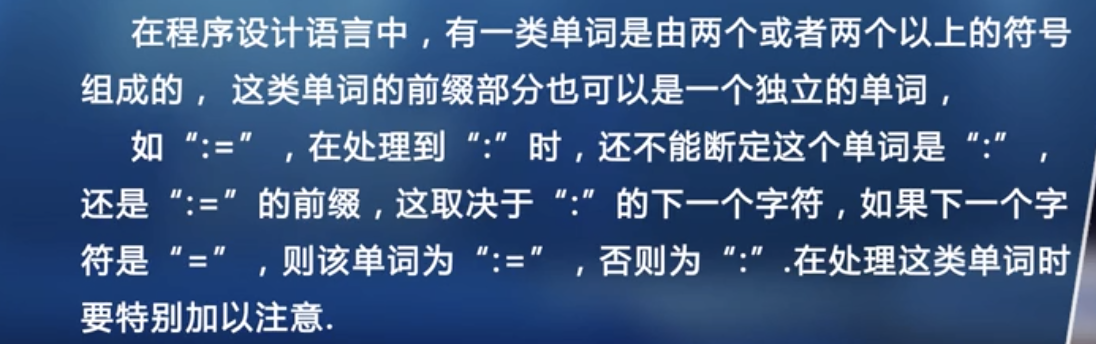 在程序设计语言中，有一类单词是由两个或者两个以上的符号
组成的， 这类单词的前缀部分也可以是一个独立的单词，
如“:=”，在处理到“:”时，还不能断定这个单词是“:”，
还是“:=”的前缀，这取决于“:”的下一个字符，如果下一个字
符是“=”，则该单词为“:=”，否则为“:”.在处理这类单词时
要特别加以注意.